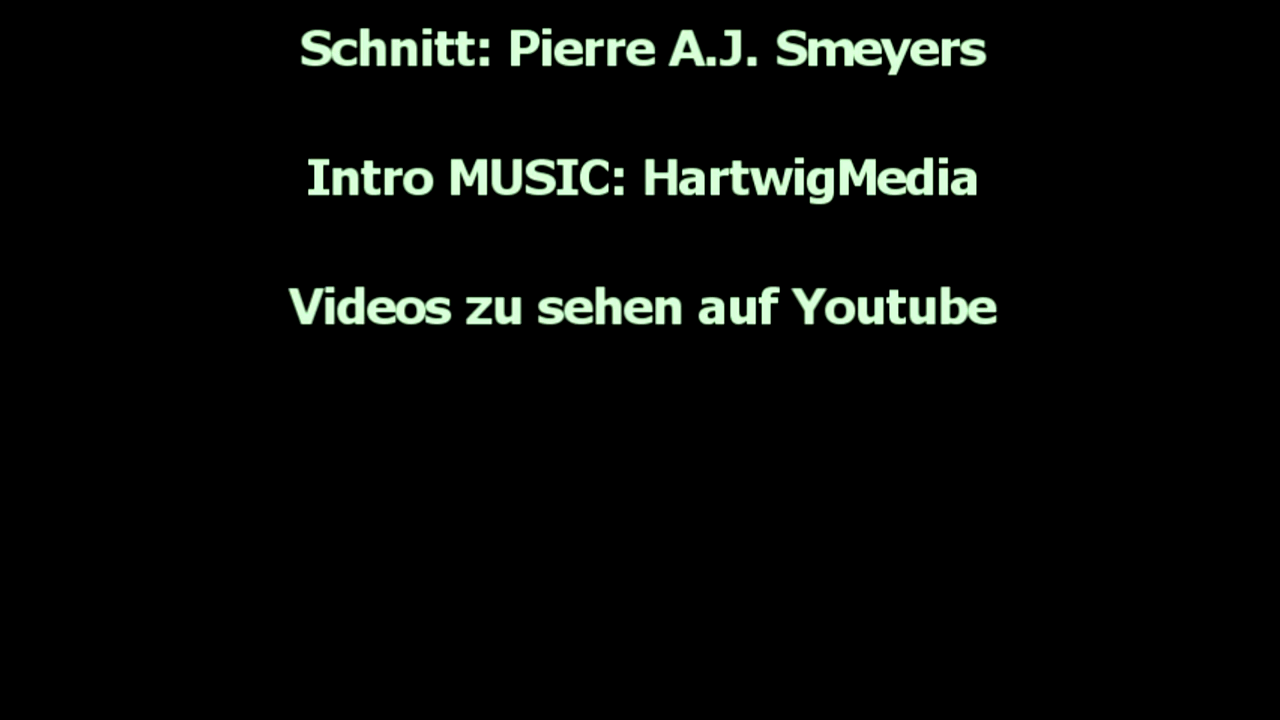 Schnitt: Pierre A.J. Smeyers
Intro MUSIC: HartwigMedia
Videos zu sehen auf Youtube